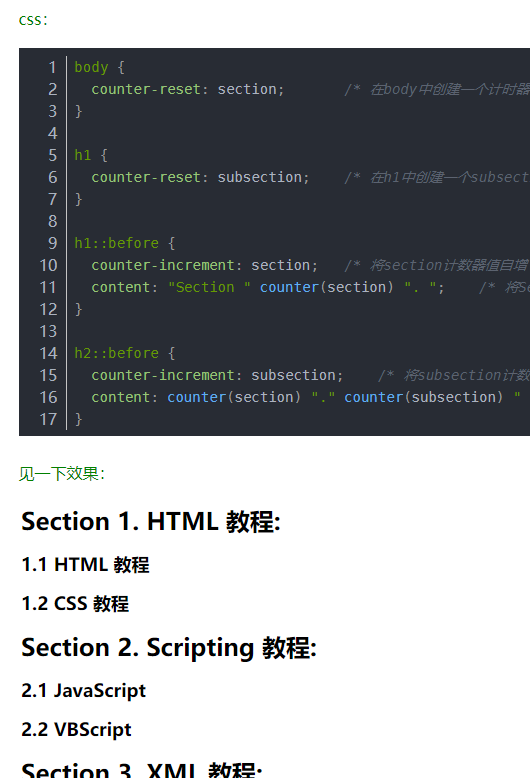 css:
1 body {
2 counter-reset: section; /* 在body中创建一个计时器
3 }
4
5 h1 {
6 counter-reset: subsection; /* 在h1中创建一个subsect
7 }
8
9 h1::before {
10 counter-increment: section; /* 将section计数器值自增
11 content: "Section " counter(section) ". "; /* 将se
12 }
13
14 h2::before {
15 counter-increment: subsection; /* 将subsection计数
16 content: counter(section) "." counter(subsection) "
17 }
见一下效果:
Section 1. HTML 教程:
1.1 HTML 教程
1.2 CSS 教程
Section 2. Scripting 教程:
2.1 JavaScript
2.2 VBScript
Section 3. XML 教程: